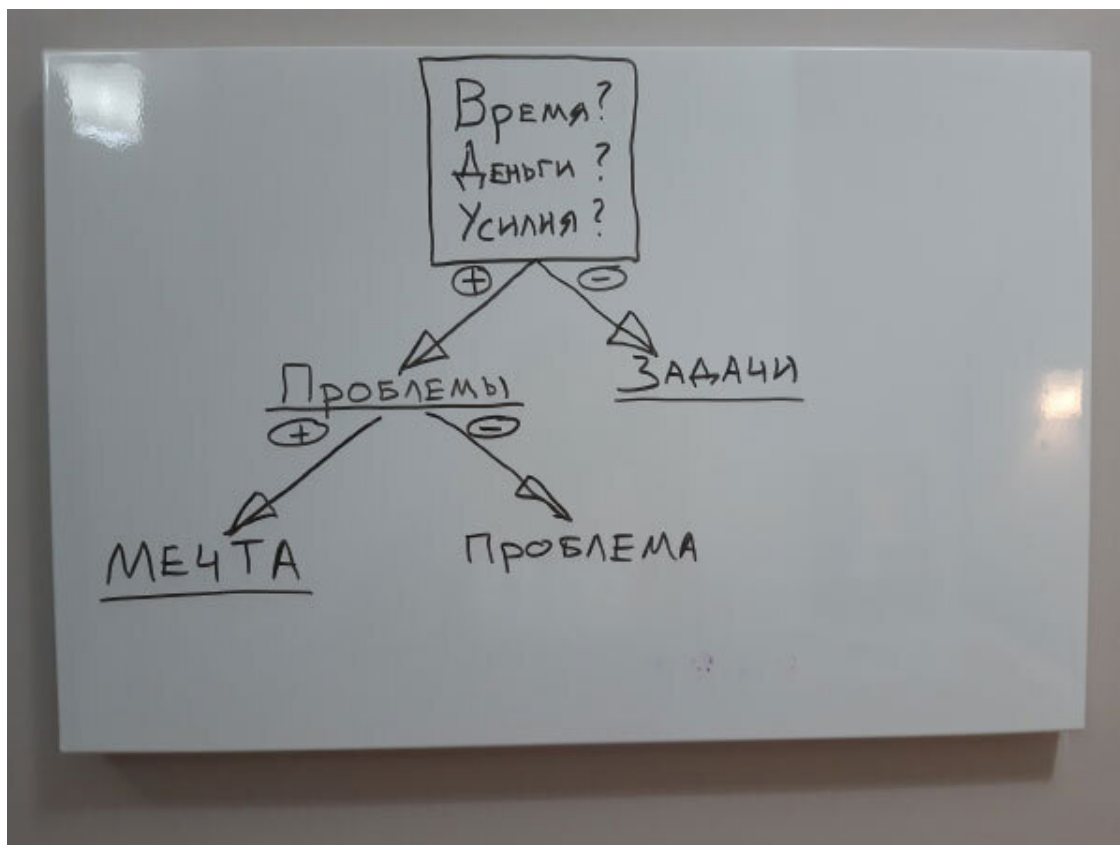 Время?
Деньги?
Усилия?
+ -
Проблемы
Задачи
+ -
Мечта
Проблема